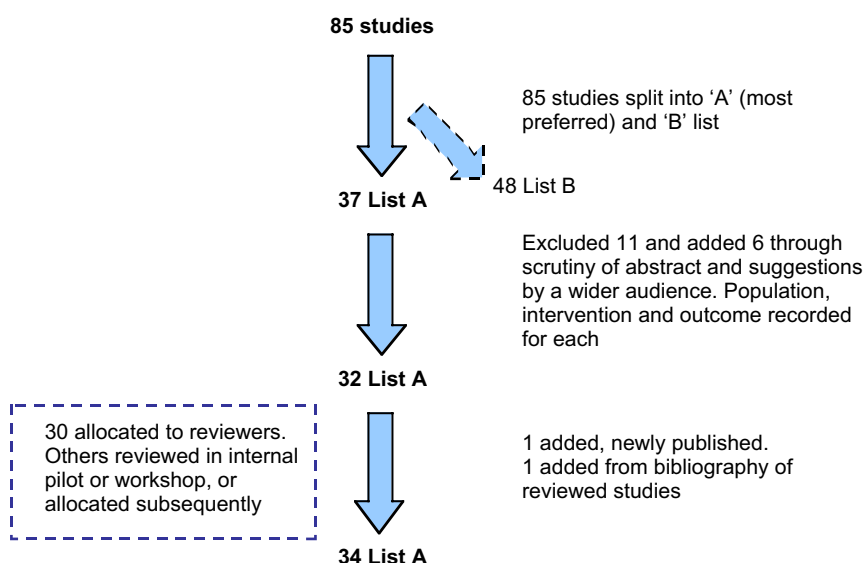 85 studies
85 studies split into ‘A’ (most
preferred) and ‘B’ list
48 List B
37 List A
Excluded 11 and added 6 through
scrutiny of abstract and suggestions
by a wider audience. Population,
intervention and outcome recorded
for each
32 List A
30 allocated to reviewers.
Others reviewed in internal
pilot or workshop, or
allocated subsequently
1 added, newly published.
1 added from bibliography of
reviewed studies
34 List A